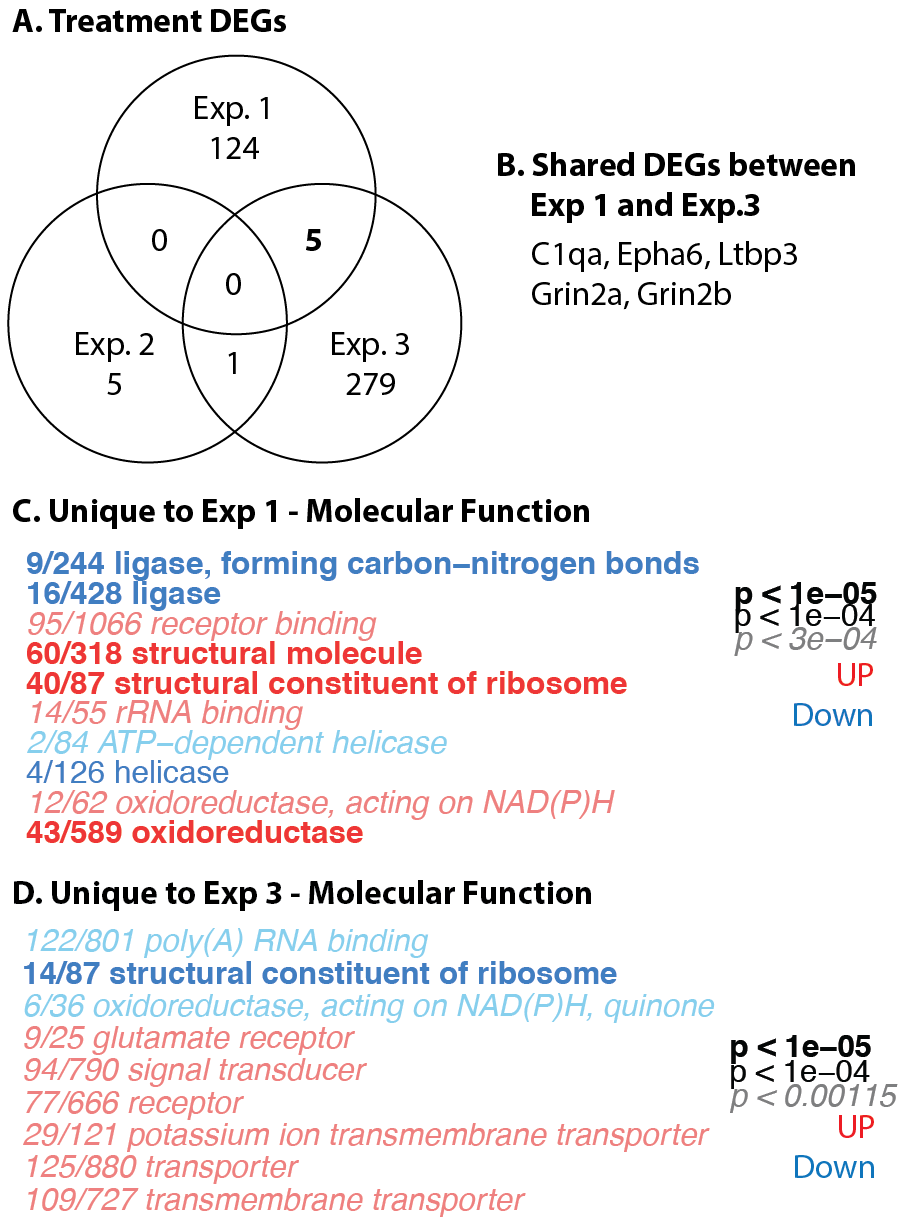 A. Treatment DEGs
Exp. 1
124
0
5
0
Exp. 2
5
1
Exp. 3
279
B. Shared DEGs between
Exp 1 and Exp.3
C1qa, Epha6, Ltbp3
Grin2a, Grin2b
C. Unique to Exp 1 - Molecular Function
9/244 ligase, forming carbon−nitrogen bonds
16/428 ligase
95/1066 receptor binding
60/318 structural molecule
40/87 structural constituent of ribosome
14/55 rRNA binding
2/84 ATP−dependent helicase
4/126 helicase
12/62 oxidoreductase, acting on NAD(P)H
43/589 oxidoreductase
p < 1e−05
p < 1e−04
p < 3e−04
UP
Down
D. Unique to Exp 3 - Molecular Function
122/801 poly(A) RNA binding
14/87 structural constituent of ribosome
6/36 oxidoreductase, acting on NAD(P)H, quinone
9/25 glutamate receptor
94/790 signal transducer
77/666 receptor
29/121 potassium ion transmembrane transporter
125/880 transporter
109/727 transmembrane transporter
p < 1e−05
p < 1e−04
p < 0.00115
UP
Down